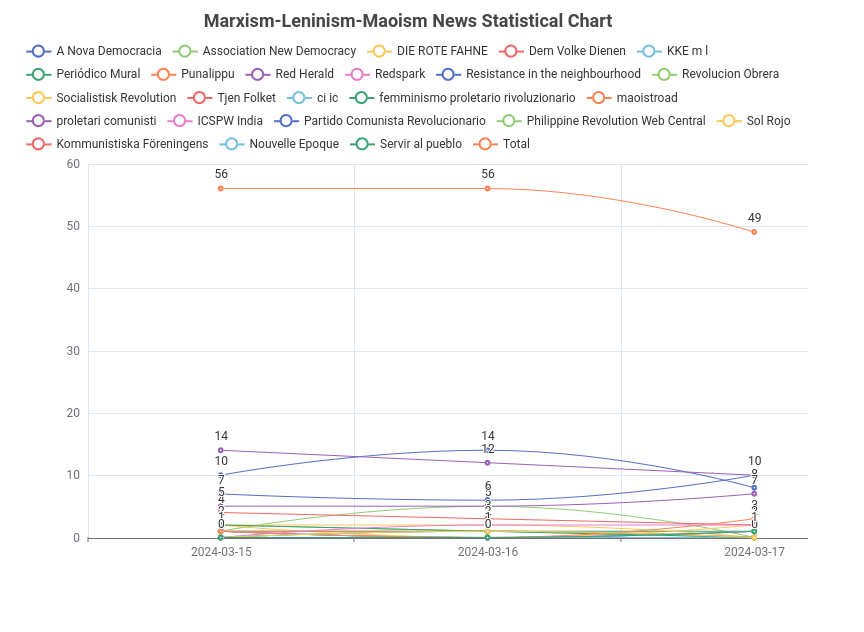 Marxism-Leninism-Maoism News Statistical Chart
A Nova Democracia Association New Democracy DIE ROTE FAHNE Dem Volke Dienen KKE m l
Periódico Mural Punalippu Red Herald Redspark Resistance in the neighbourhood Revolucion Obrera
Socialistisk Revolution Tjen Folket ci ic femminismo proletario rivoluzionario maoistroad
proletari comunisti ICSPW India Partido Comunista Revolucionario Philippine Revolution Web Central Sol Rojo
Kommunistiska Föreningens Nouvelle Epoque Servir al pueblo Total
60
56 56
50
49
40
30
20
14 14
12
10 10
10
8
7 7
6
5 5
4
0 0
0
2024-03-15 2024-03-16 2024-03-17